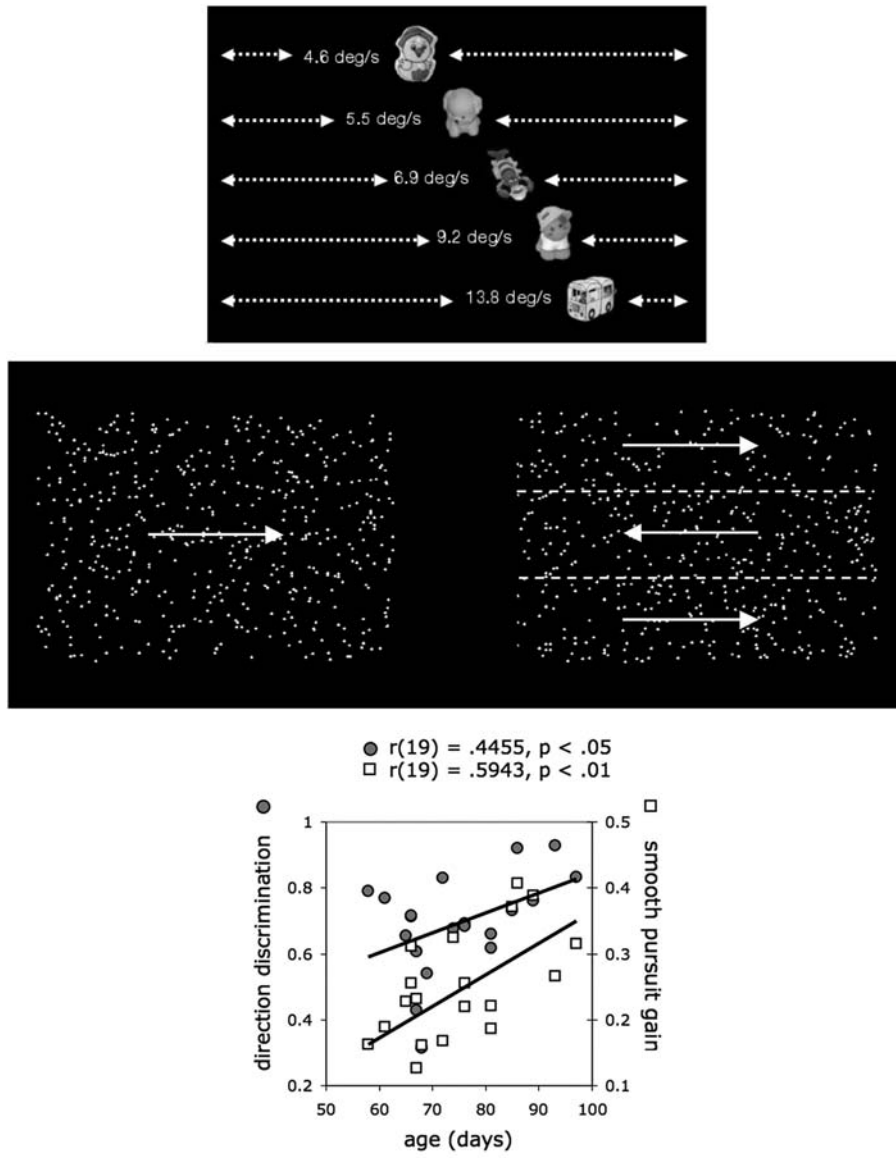 4.6 deg/s
5.5 deg/s
6.9 deg/s
9.2 deg/s
13.8 deg/s
r(19) = .4455, p < .05
r(19) = .5943, p < .01
direction discrimination
smooth pursuit gain
1
0.8
0.6
0.4
0.2
0.5
0.4
0.3
0.2
0.1
50 60 70 80 90 100
age (days)